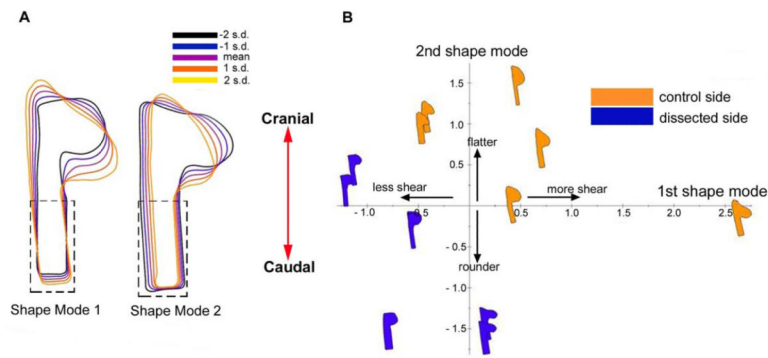 A
-2 s.d.
-1 s.d.
mean
1 s.d.
2 s.d.
Cranial
Caudal
Shape Mode 1
Shape Mode 2
B
2nd shape mode
control side
dissected side
flatter
less shear
more shear
1st shape mode
rounder
1.5
1.0
0.5
- 1.0
0.5
0.5
1.0
1.5
2.0
2.5
- 0.5
- 1.0
- 1.5